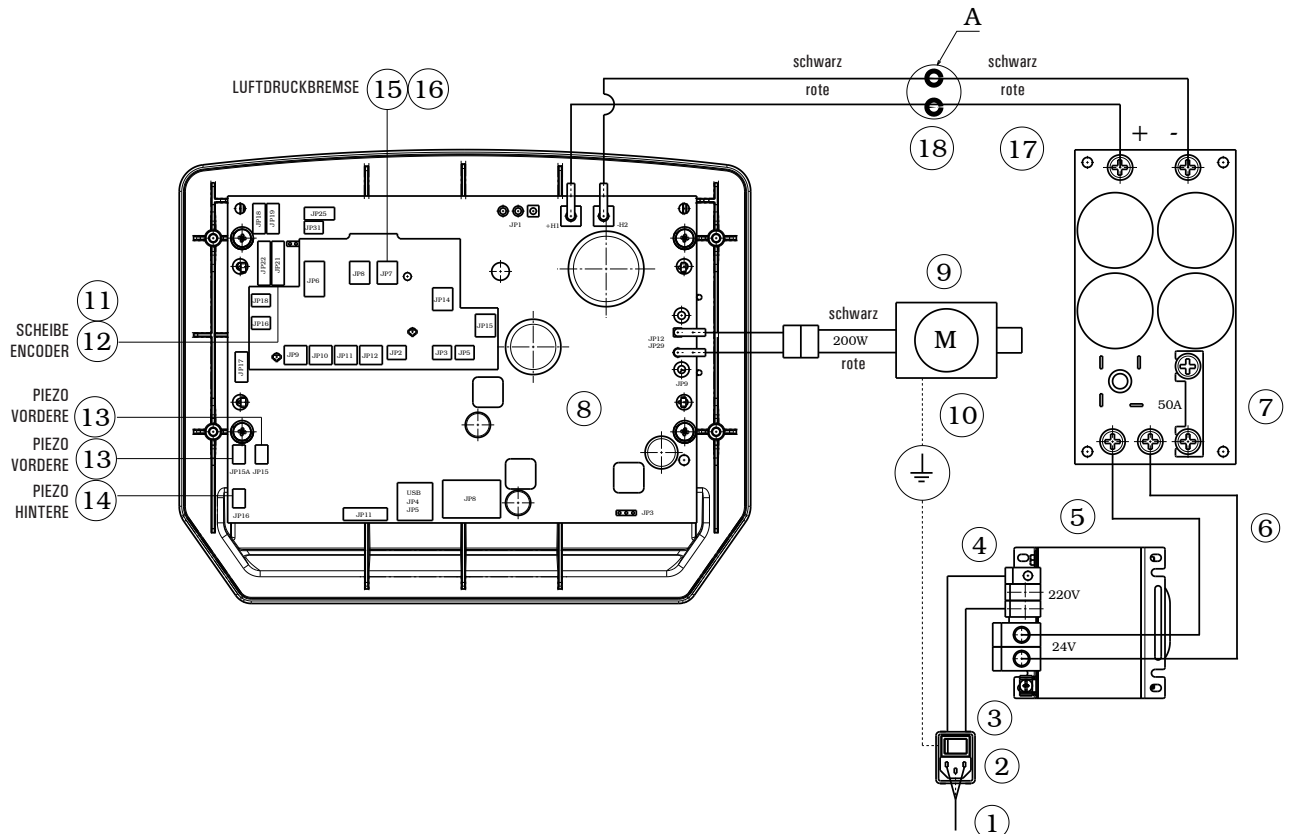 A
schwarz
schwarz
LUFTDRUCKBREMSE
15
16
rote
rote
18
17
+
-
JP18
JP19
JP25
JP31
JP1
+H1
-H2
JP22
JP21
JP6
JP8
JP7
9
JP18
JP14
11
schwarz
SCHEIBE
ENCODER
12
JP16
JP15
JP12
JP29
200W
M
JP9
JP10
JP11
JP12
JP2
JP3
JP5
rote
JP17
JP9
PIEZO
VORDERE
13
8
10
50A
7
PIEZO
VORDERE
13
JP15A
JP15
PIEZO
HINTERE
14
USB
JP4
JP5
JP8
JP16
JP11
JP3
5
6
4
220V
24V
3
2
1